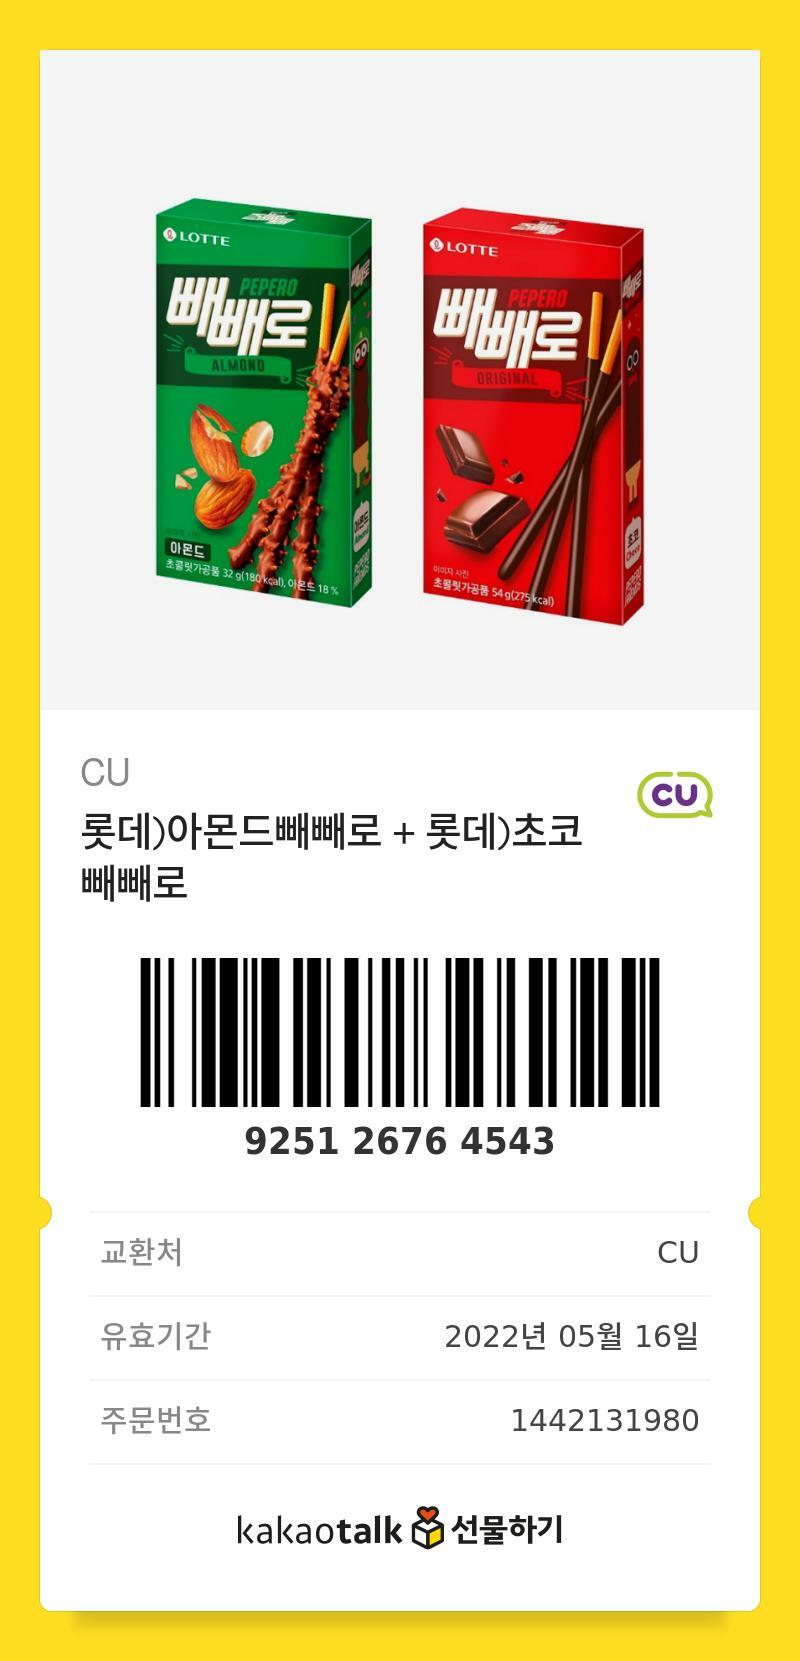 LOTTE
빼빼로
PEPERO
ALMOND
아몬드
초콜릿가공품 32 g(180 kcal), 아몬드 18 %
LOTTE
빼빼로
PEPERO
ORIGINAL
이미지 사진
초콜릿가공품 54 g(275 kcal)
초코
Choco
CU
CU
롯데)아몬드빼빼로 + 롯데)초코
빼빼로
9251 2676 4543
교환처 CU
유효기간 2022년 05월 16일
주문번호 1442131980
kakaotalk 선물하기